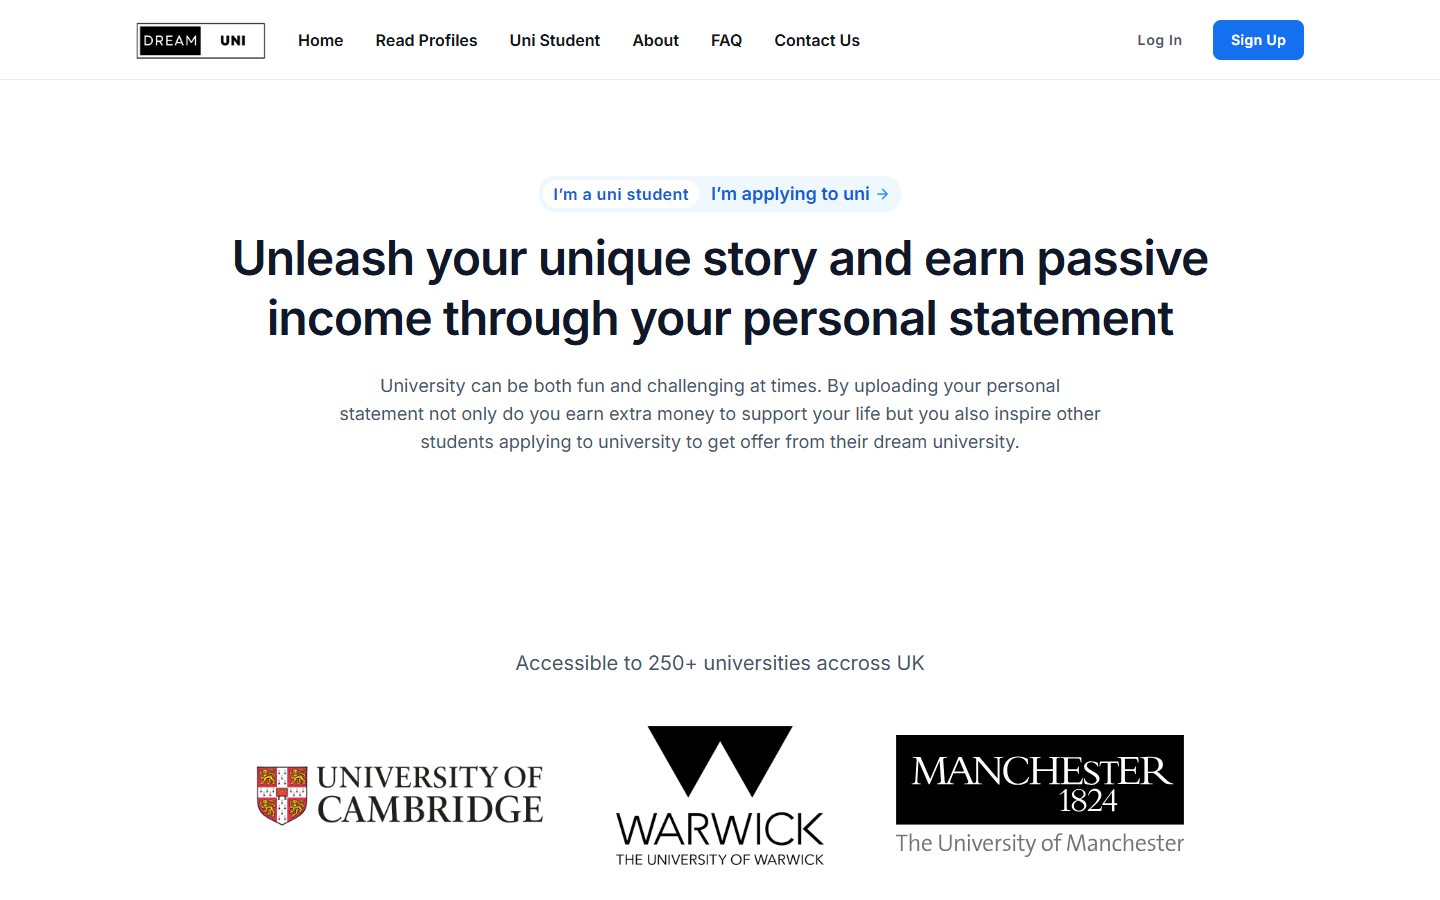 DREAM UNI
Home
Read Profiles
Uni Student
About
FAQ
Contact Us
Log In
Sign Up
I’m a uni student
I’m applying to uni →
Unleash your unique story and earn passive
income through your personal statement
University can be both fun and challenging at times. By uploading your personal
statement not only do you earn extra money to support your life but you also inspire other
students applying to university to get offer from their dream university.
Accessible to 250+ universities accross UK
UNIVERSITY OF
CAMBRIDGE
WARWICK
THE UNIVERSITY OF WARWICK
MANCHESTER
1824
The University of Manchester